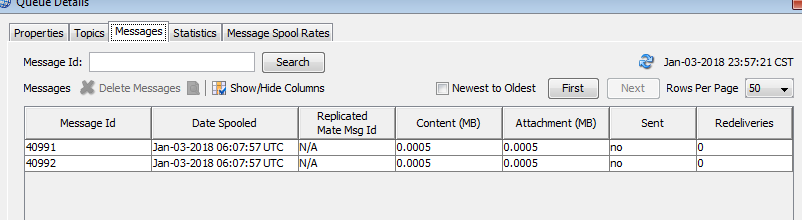 Queue Details
Properties Topics Messages Statistics Message Spool Rates
Message Id: Search Jan-03-2018 23:57:21 CST
Messages Delete Messages Show/Hide Columns Newest to Oldest First Next Rows Per Page 50
Message Id Date Spooled Replicated Mate Msg Id Content (MB) Attachment (MB) Sent Redeliveries
40991 Jan-03-2018 06:07:57 UTC N/A 0.0005 0.0005 no 0
40992 Jan-03-2018 06:07:57 UTC N/A 0.0005 0.0005 no 0